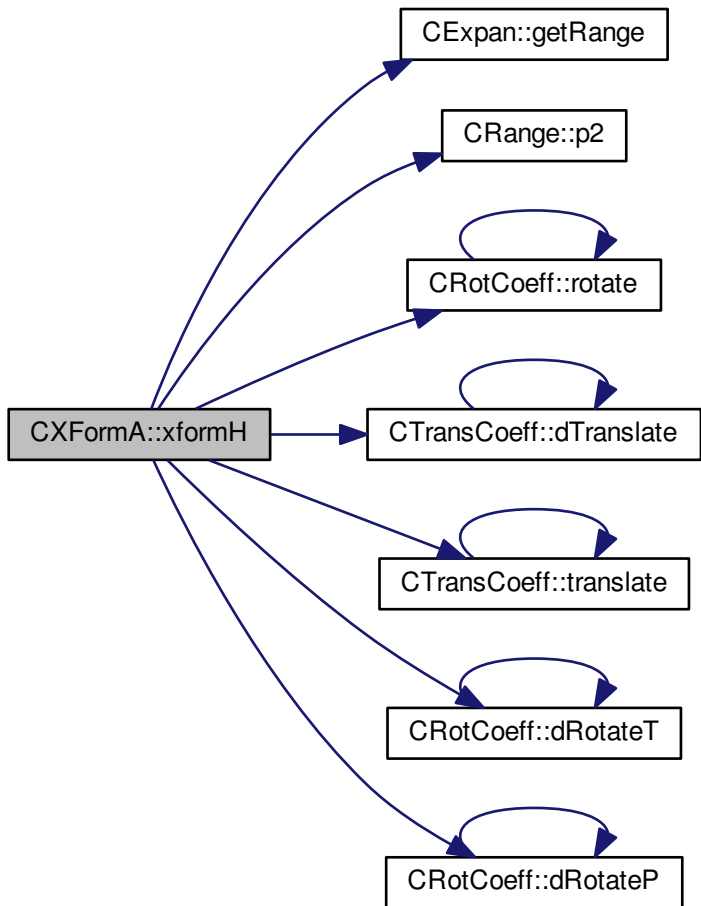 CExpan::getRange
CRange::p2
CRotCoeff::rotate
CXFormA::xformH
CTransCoeff::dTranslate
CTransCoeff::translate
CRotCoeff::dRotateT
CRotCoeff::dRotateP